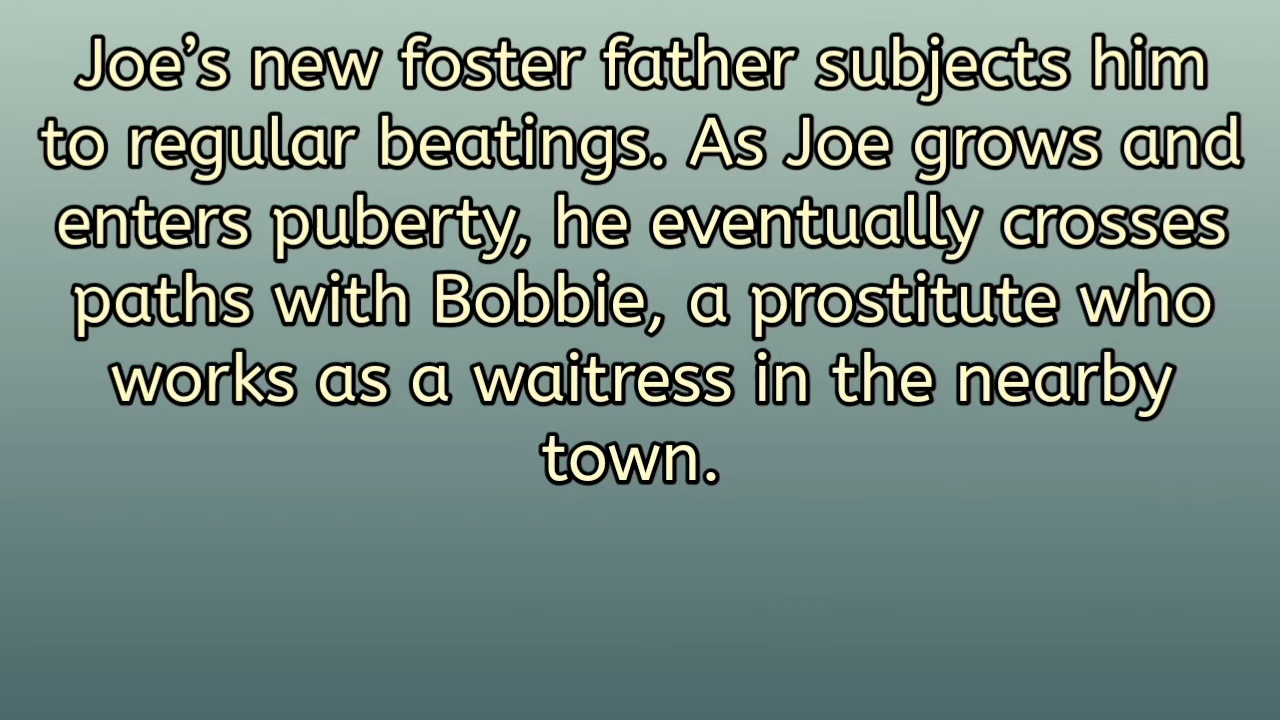 Joe’s new foster father subjects him
to regular beatings. As Joe grows and
enters puberty, he eventually crosses
paths with Bobbie, a prostitute who
works as a waitress in the nearby
town.